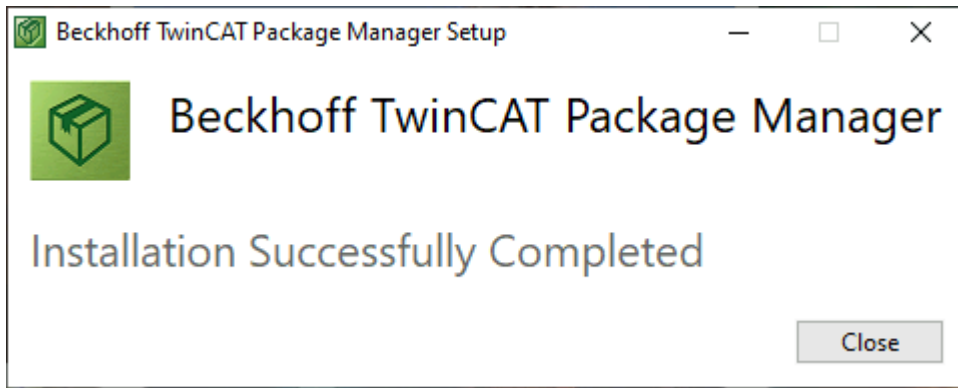 Beckhoff TwinCAT Package Manager Setup
Beckhoff TwinCAT Package Manager
Installation Successfully Completed
Close